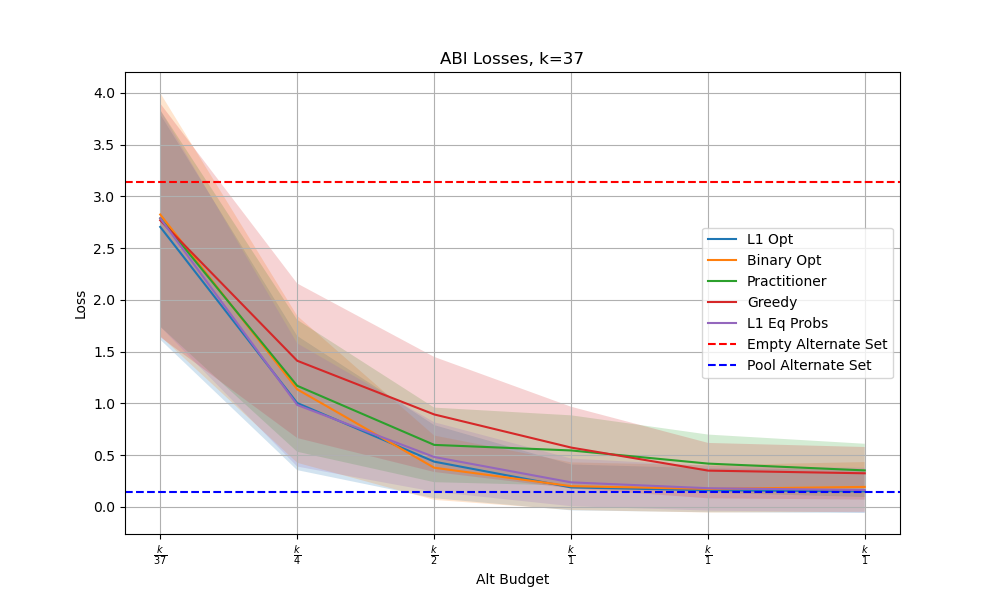 ABI Losses, k=37
Loss
4.0
3.5
3.0
2.5
2.0
1.5
1.0
0.5
0.0
L1 Opt
Binary Opt
Practitioner
Greedy
L1 Eq Probs
Empty Alternate Set
Pool Alternate Set
k/37 k/4 k/2 k/1 k/1 k/1
Alt Budget